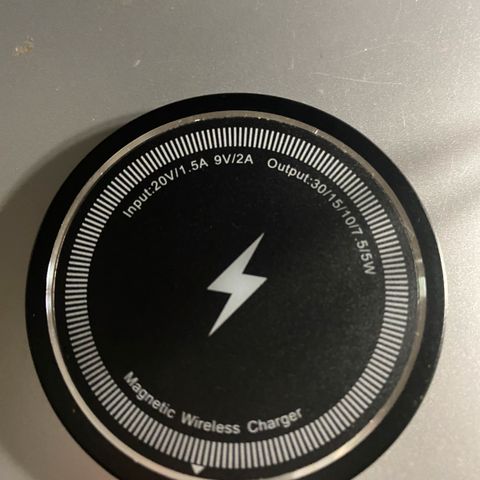 Input:20V/1.5A 9V/2A Output:30/15/10/7.5/5W
Magnetic Wireless Charger